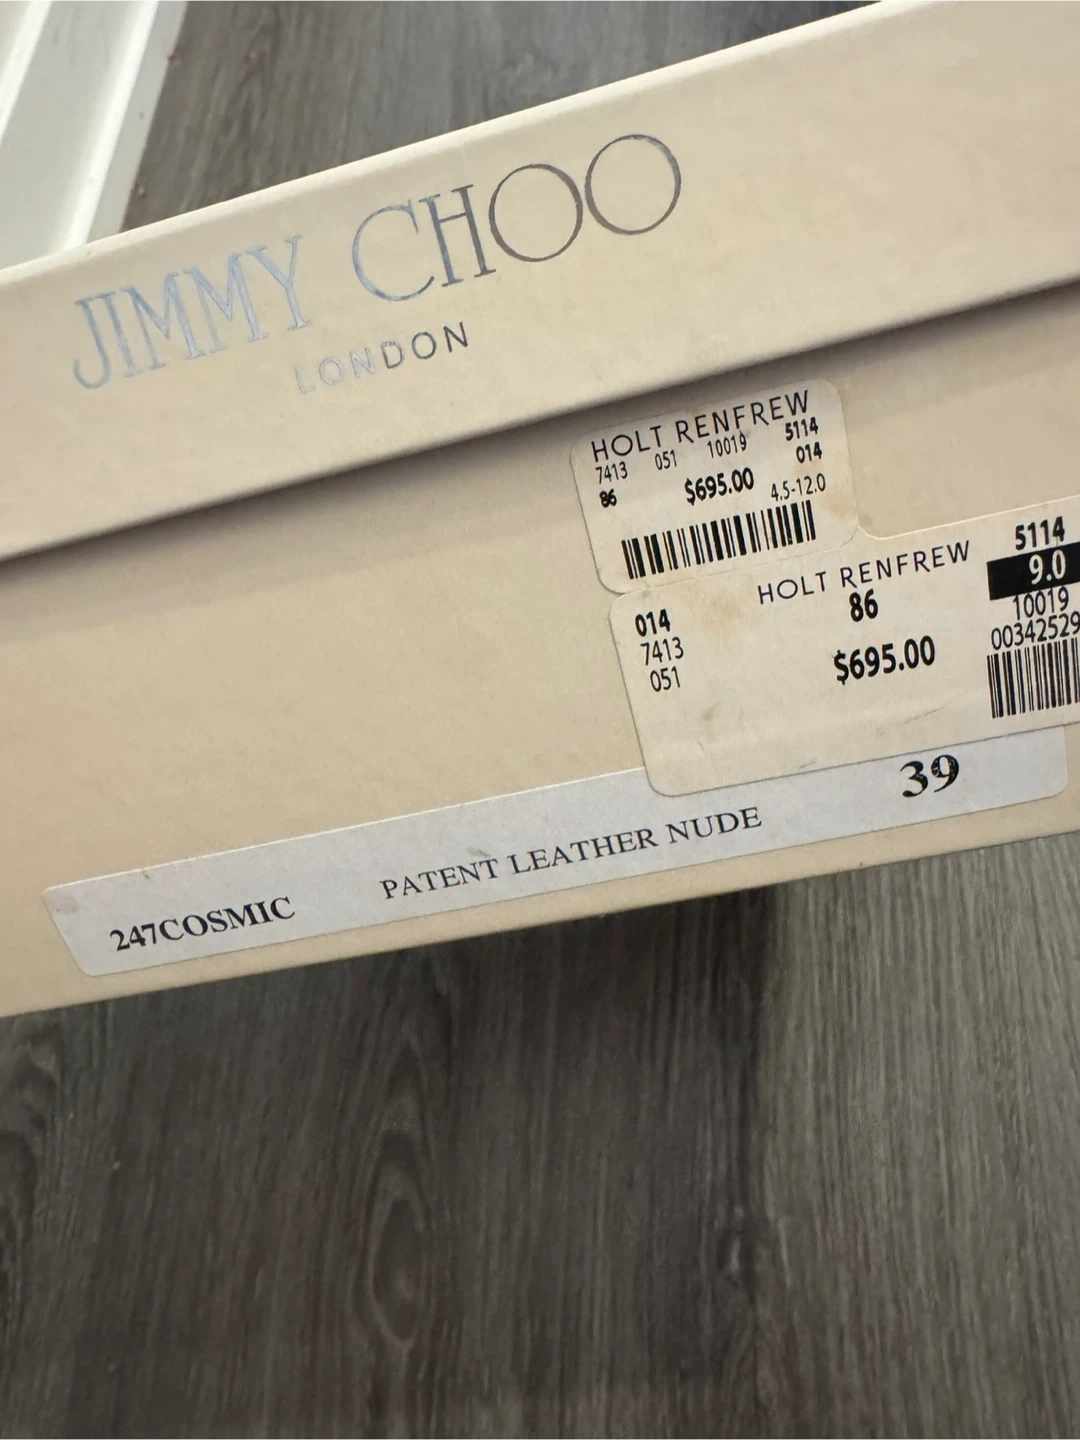 JIMMY CHOO
LONDON
HOLT RENFREW
7413 051 10019 5114
86 $695.00 014
4.5-12.0
HOLT RENFREW
014 86 5114
7413 $695.00 9.0
051 10019
00342529
247COSMIC PATENT LEATHER NUDE 39